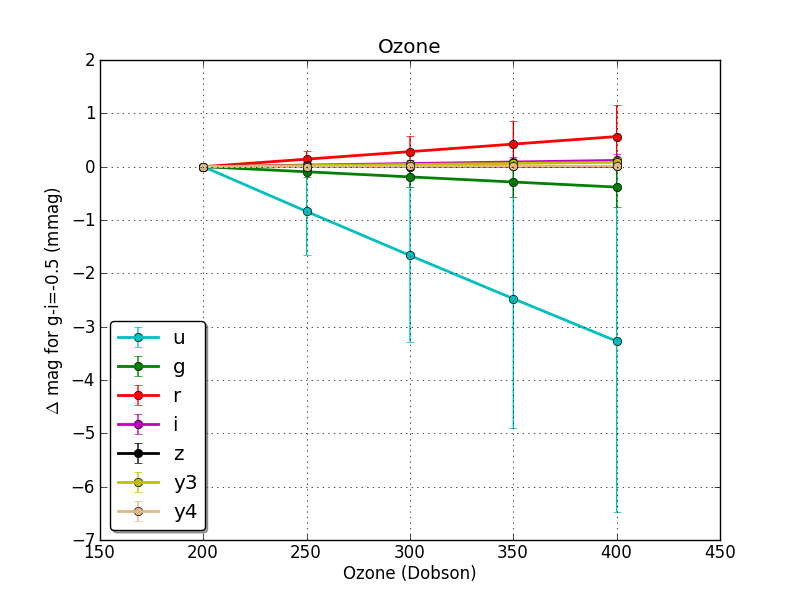 Ozone
2
1
0
−1
−2
−3
−4
−5
−6
−7
Δ mag for g-i=-0.5 (mmag)
u
g
r
i
z
y3
y4
150 200 250 300 350 400 450
Ozone (Dobson)